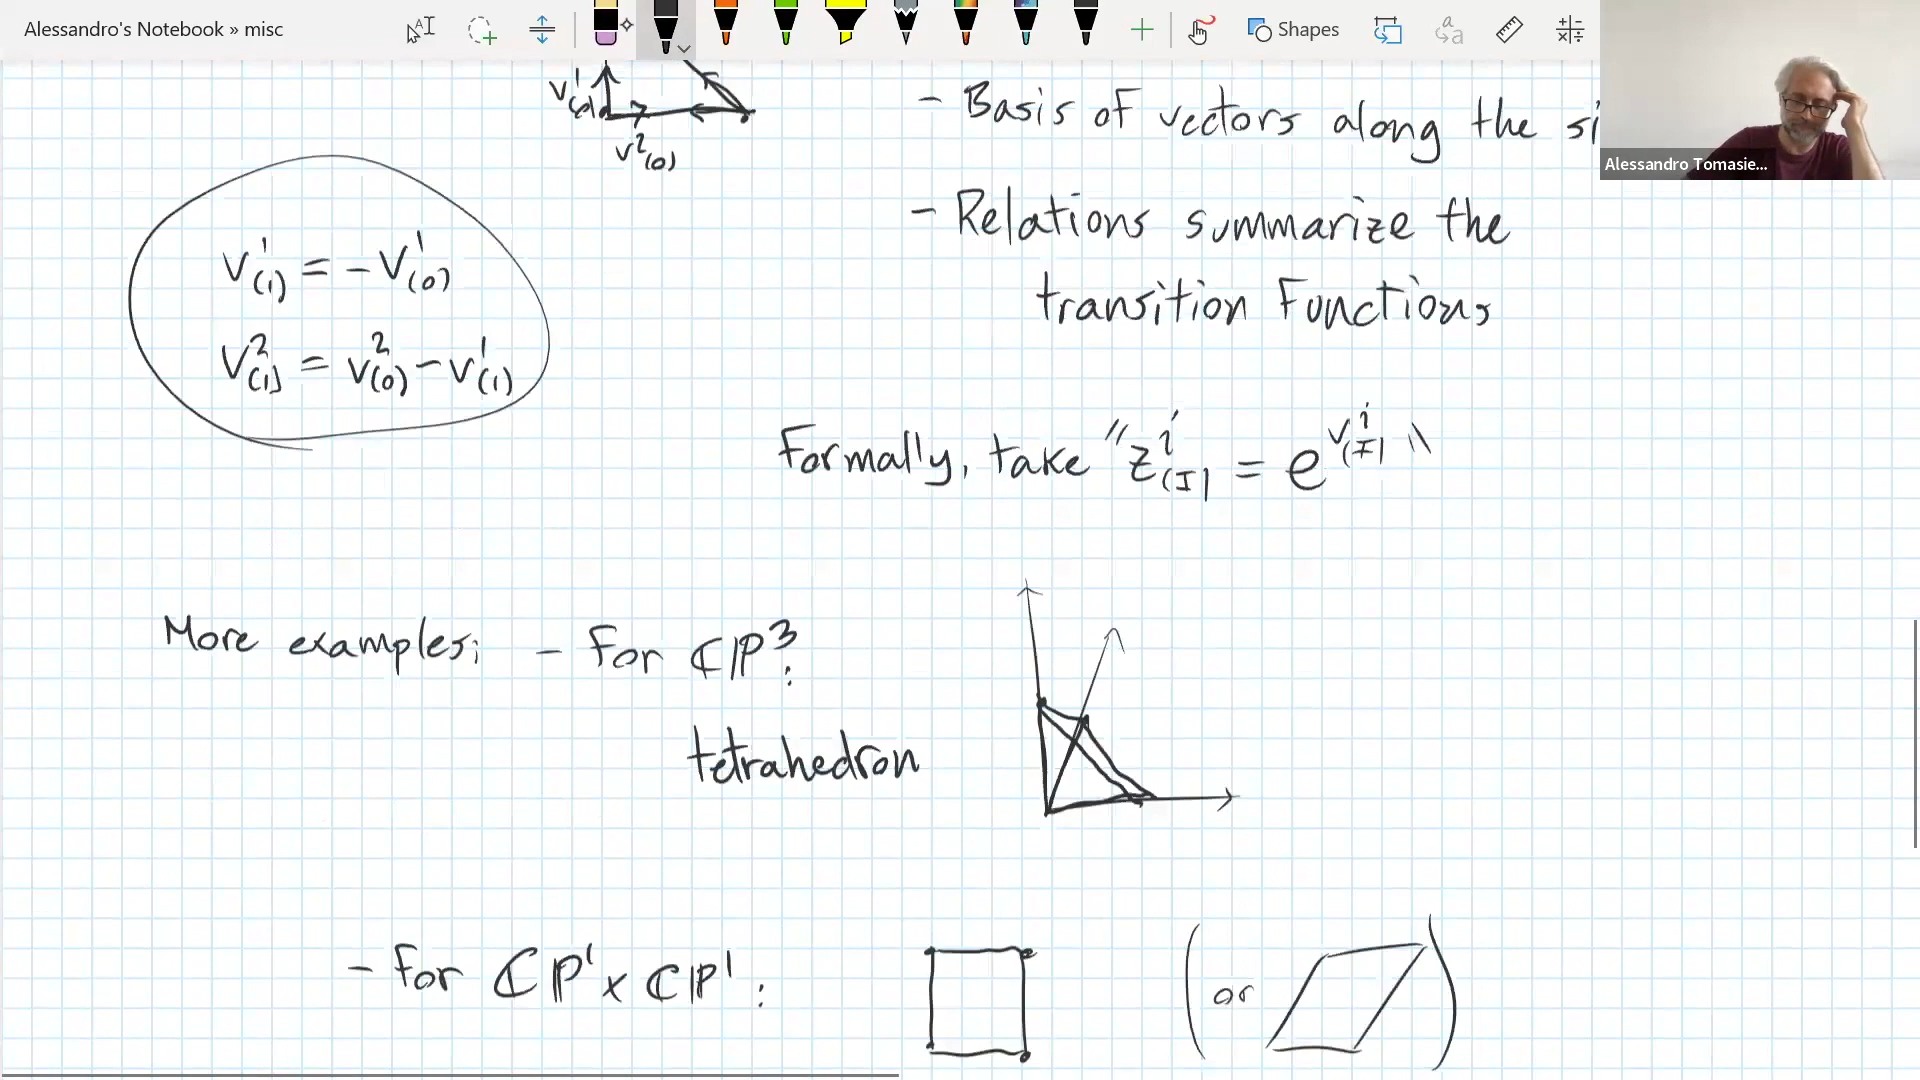 Alessandro's Notebook » misc
Shapes
Alessandro Tomasie...
v¹₍₀₎
v²₍₀₎
- Basis of vectors along the si
- Relations summarize the
transition functions
v¹₍₁₎ = -v¹₍₀₎
v²₍₁₎ = v²₍₀₎ - v¹₍₁₎
Formally, take "z^i_(I) = e^{v^i_(I)}"
More examples: - for ℂℙ³:
tetrahedron
- for ℂℙ¹ x ℂℙ¹:
(or )